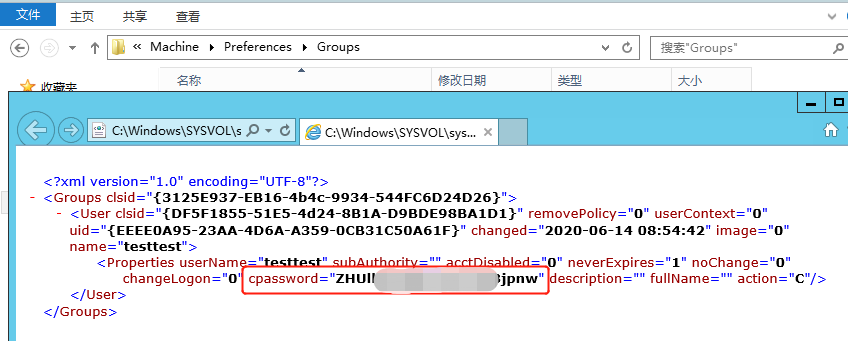 文件 主页 共享 查看
« Machine ▸ Preferences ▸ Groups
搜索"Groups"
名称 修改日期 类型 大小
收藏夹
C:\Windows\SYSVOL\s
C:\Windows\SYSVOL\sys...
<?xml version="1.0" encoding="UTF-8"?>
- <Groups clsid="{3125E937-EB16-4b4c-9934-544FC6D24D26}">
- <User clsid="{DF5F1855-51E5-4d24-8B1A-D9BDE98BA1D1}" removePolicy="0" userContext="0"
uid="{EEEE0A95-23AA-4D6A-A359-0CB31C50A61F}" changed="2020-06-14 08:54:42" image="0"
name="testtest">
<Properties userName="testtest" subAuthority="" acctDisabled="0" neverExpires="1" noChange="0"
changeLogon="0" cpassword="ZHUl jpnw" description="" fullName="" action="C"/>
</User>
</Groups>